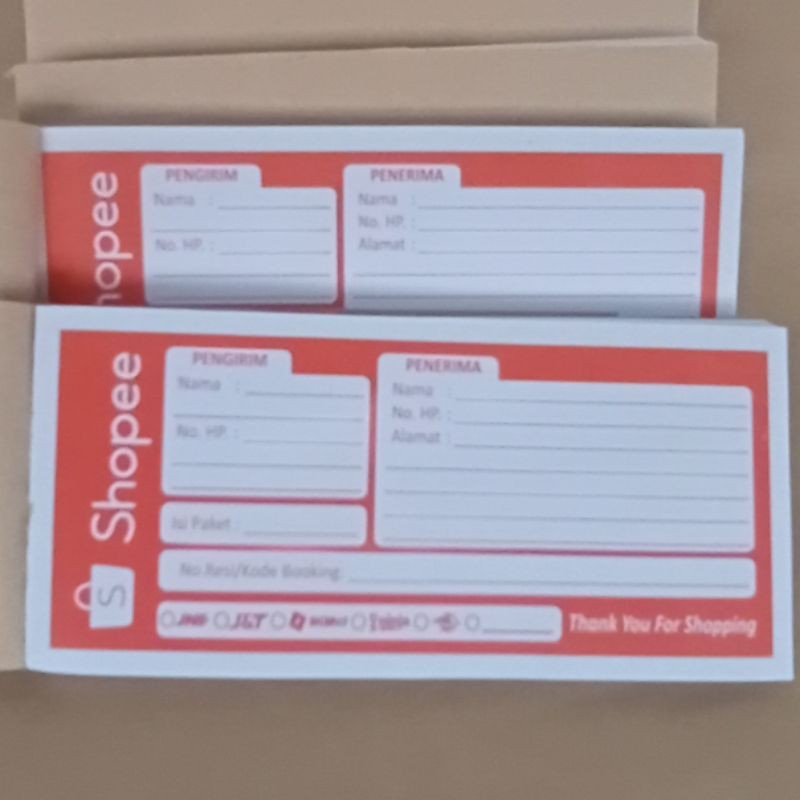 hopee
PENGIRIM
Nama :
No. HP. :
PENERIMA
Nama :
No. HP. :
Alamat :
Shopee
S
PENGIRIM
Nama :
No. HP. :
Isi Paket :
PENERIMA
Nama :
No. HP. :
Alamat :
No.Resi/Kode Booking
JNE J&T
Thank You For Shopping